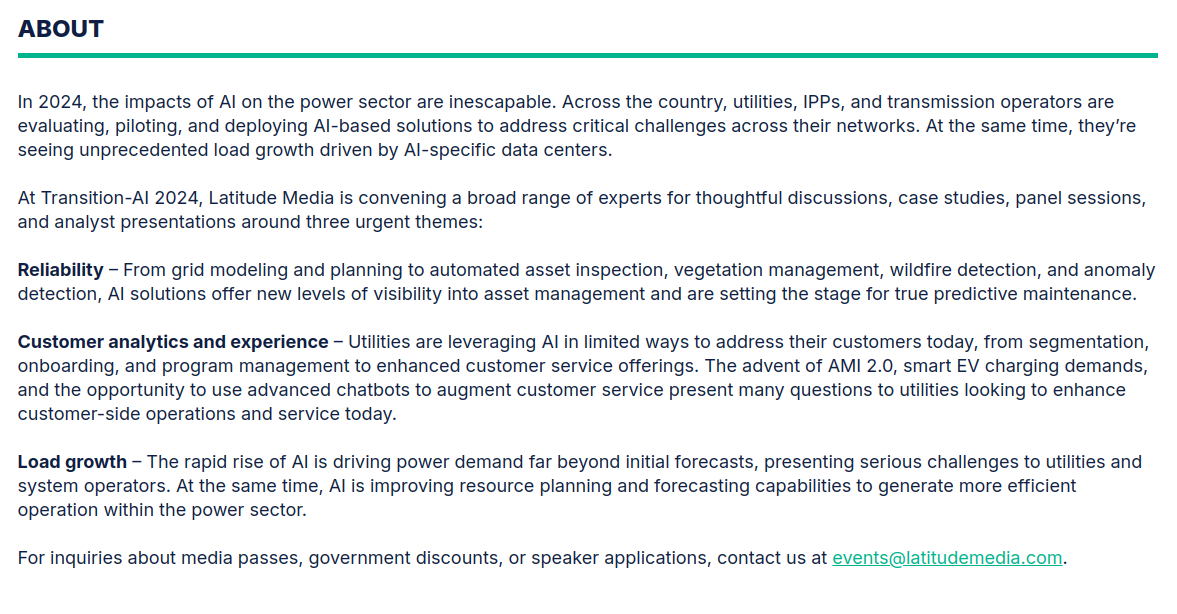 ABOUT
In 2024, the impacts of AI on the power sector are inescapable. Across the country, utilities, IPPs, and transmission operators are
evaluating, piloting, and deploying AI-based solutions to address critical challenges across their networks. At the same time, they’re
seeing unprecedented load growth driven by AI-specific data centers.
At Transition-AI 2024, Latitude Media is convening a broad range of experts for thoughtful discussions, case studies, panel sessions,
and analyst presentations around three urgent themes:
Reliability – From grid modeling and planning to automated asset inspection, vegetation management, wildfire detection, and anomaly
detection, AI solutions offer new levels of visibility into asset management and are setting the stage for true predictive maintenance.
Customer analytics and experience – Utilities are leveraging AI in limited ways to address their customers today, from segmentation,
onboarding, and program management to enhanced customer service offerings. The advent of AMI 2.0, smart EV charging demands,
and the opportunity to use advanced chatbots to augment customer service present many questions to utilities looking to enhance
customer-side operations and service today.
Load growth – The rapid rise of AI is driving power demand far beyond initial forecasts, presenting serious challenges to utilities and
system operators. At the same time, AI is improving resource planning and forecasting capabilities to generate more efficient
operation within the power sector.
For inquiries about media passes, government discounts, or speaker applications, contact us at events@latitudemedia.com.